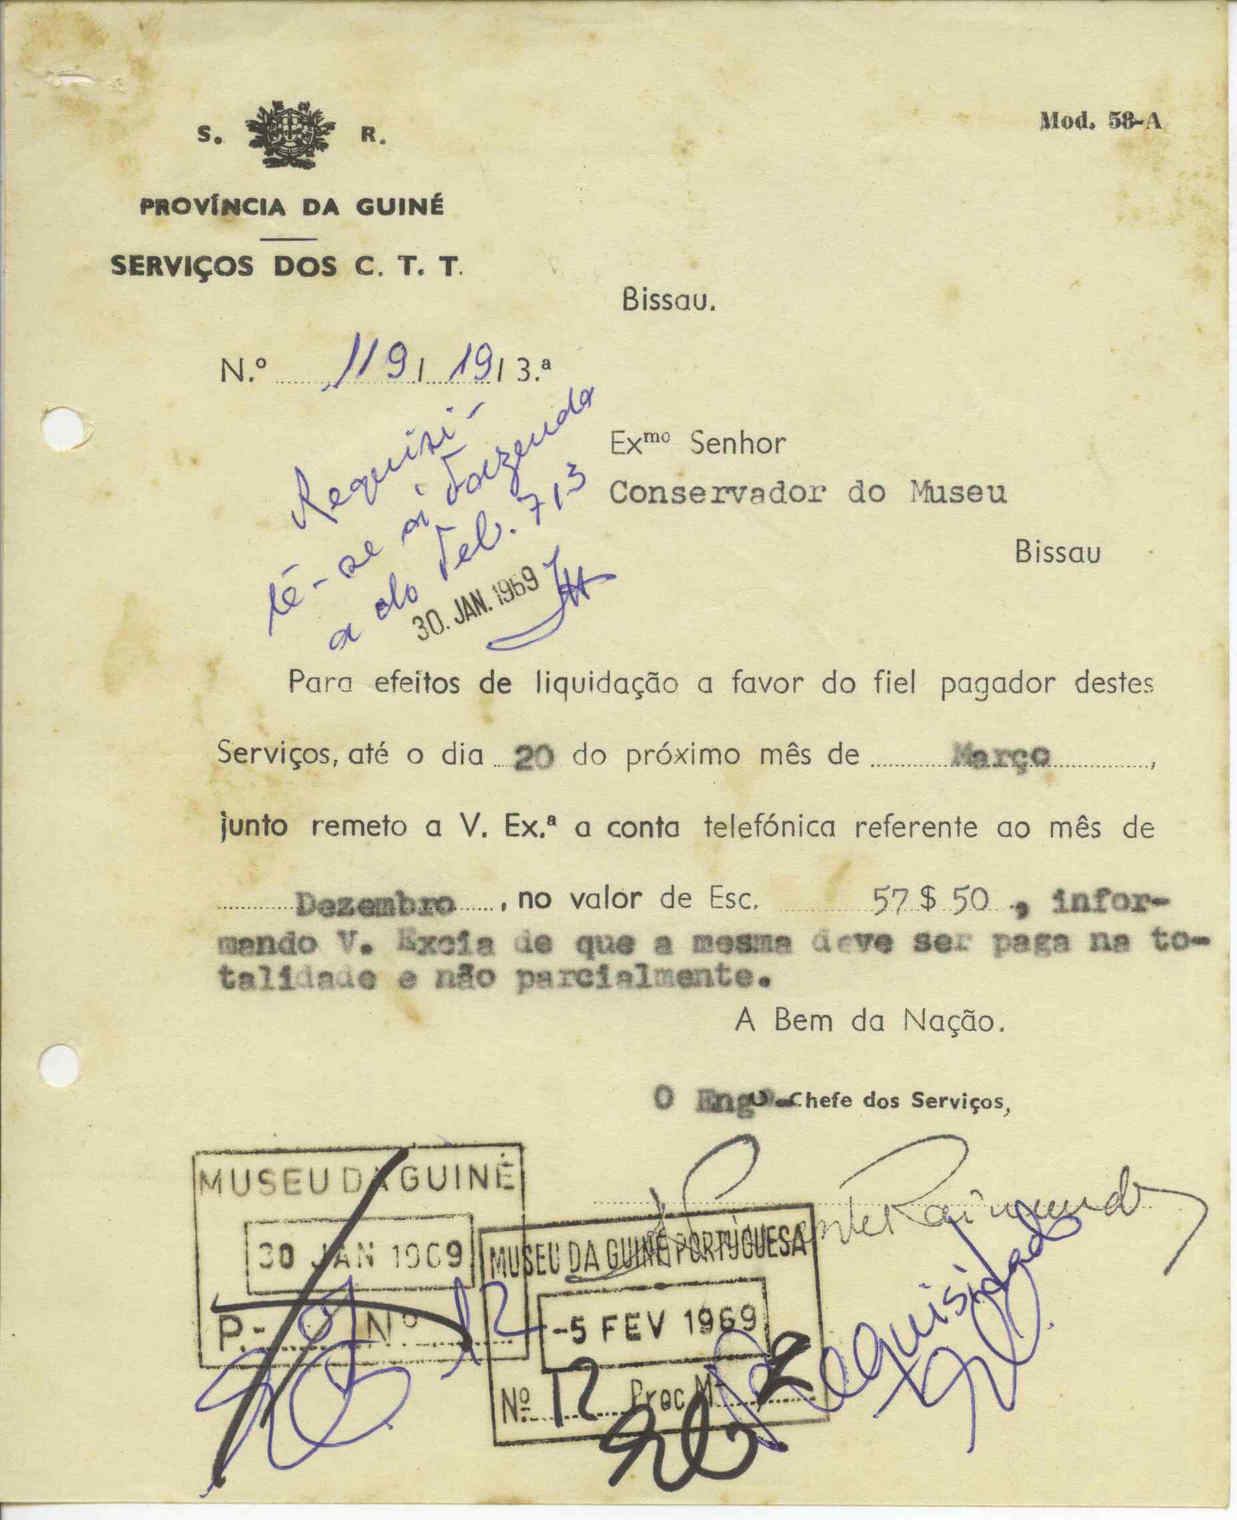 S. R.
Mod. 58-A
PROVÍNCIA DA GUINÉ
SERVIÇOS DOS C. T. T.
Bissau.
N.º 119 / 19 / 3.ª
Requisi-
te-se à Fazenda
a do Tel. 713
30. JAN. 1969
Exmo Senhor
Conservador do Museu
Bissau
Para efeitos de liquidação a favor do fiel pagador destes
Serviços, até o dia 20 do próximo mês de Março,
junto remeto a V. Ex.ª a conta telefónica referente ao mês de
Dezembro, no valor de Esc. 57$50, infor-
mando V. Excia de que a mesma deve ser paga na to-
talidade e não parcialmente.
A Bem da Nação.
O Engº.-Chefe dos Serviços,
Raimundo
MUSEU DA GUINÉ
30 JAN 1969
P.- Nº 12
MUSEU DA GUINÉ PORTUGUESA
-5 FEV 1969
Nº 12 Proc. Mº 2
Requisidado